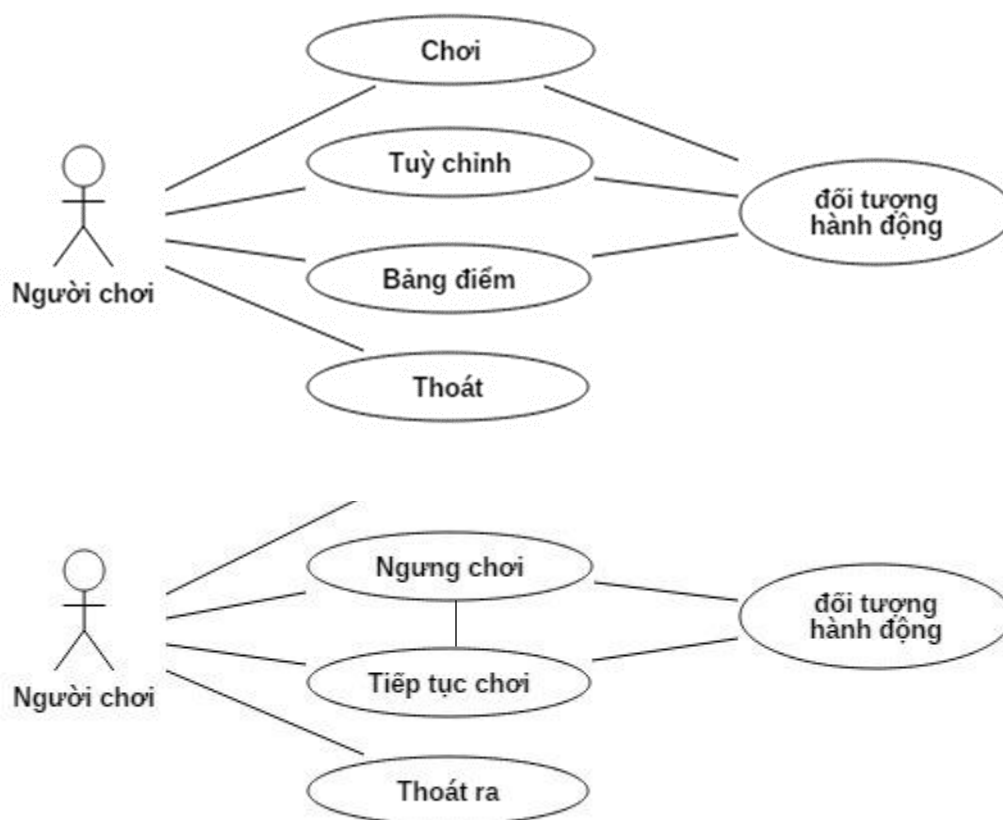 Chơi
Tuỳ chỉnh
đối tượng
hành động
Bảng điểm
Người chơi
Thoát
Ngưng chơi
đối tượng
hành động
Tiếp tục chơi
Người chơi
Thoát ra